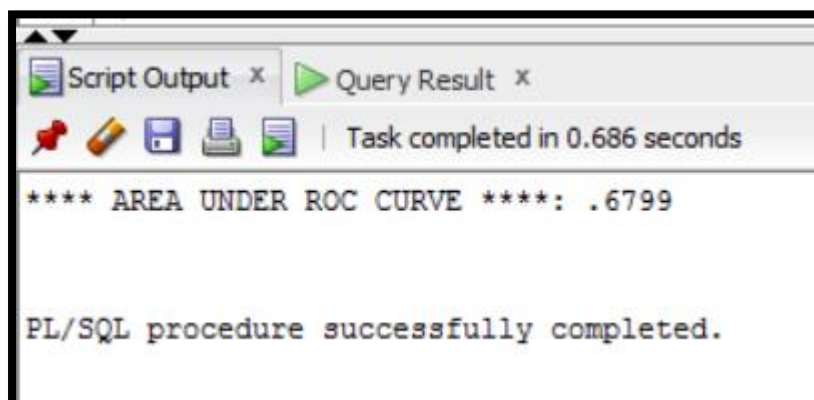 Script Output x Query Result x
Task completed in 0.686 seconds
**** AREA UNDER ROC CURVE ****: .6799
PL/SQL procedure successfully completed.